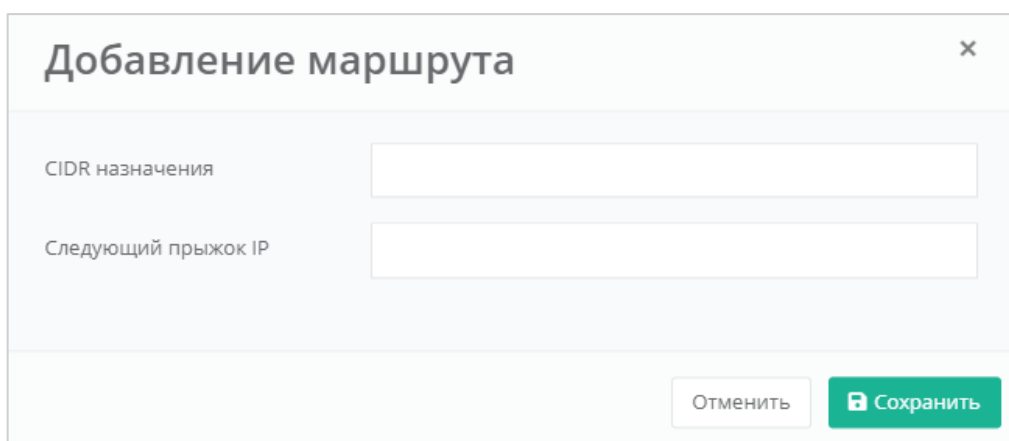 Добавление маршрута
CIDR назначения
Следующий прыжок IP
Отменить
Сохранить